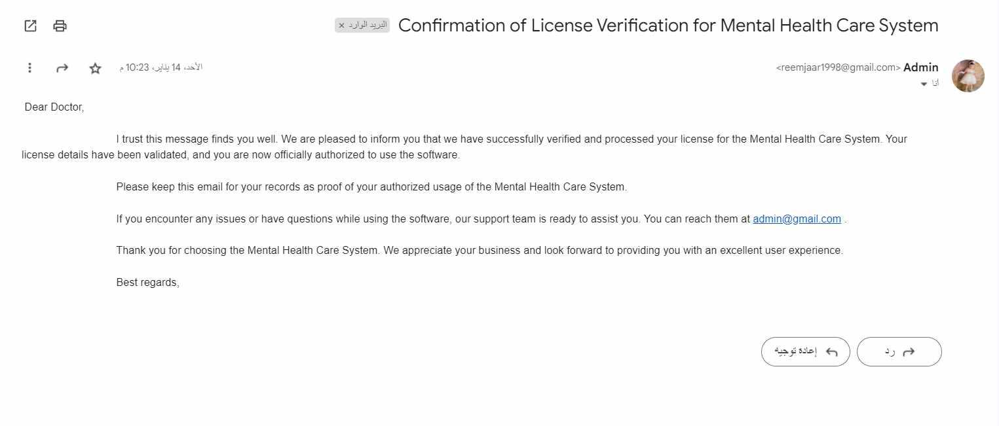 Confirmation of License Verification for Mental Health Care System
البريد الوارد ×
Admin <reemjaar1998@gmail.com>
الأحد، 14 يناير، 10:23 م
أنا
Dear Doctor,
I trust this message finds you well. We are pleased to inform you that we have successfully verified and processed your license for the Mental Health Care System. Your
license details have been validated, and you are now officially authorized to use the software.
Please keep this email for your records as proof of your authorized usage of the Mental Health Care System.
If you encounter any issues or have questions while using the software, our support team is ready to assist you. You can reach them at admin@gmail.com .
Thank you for choosing the Mental Health Care System. We appreciate your business and look forward to providing you with an excellent user experience.
Best regards,
رد
إعادة توجيه